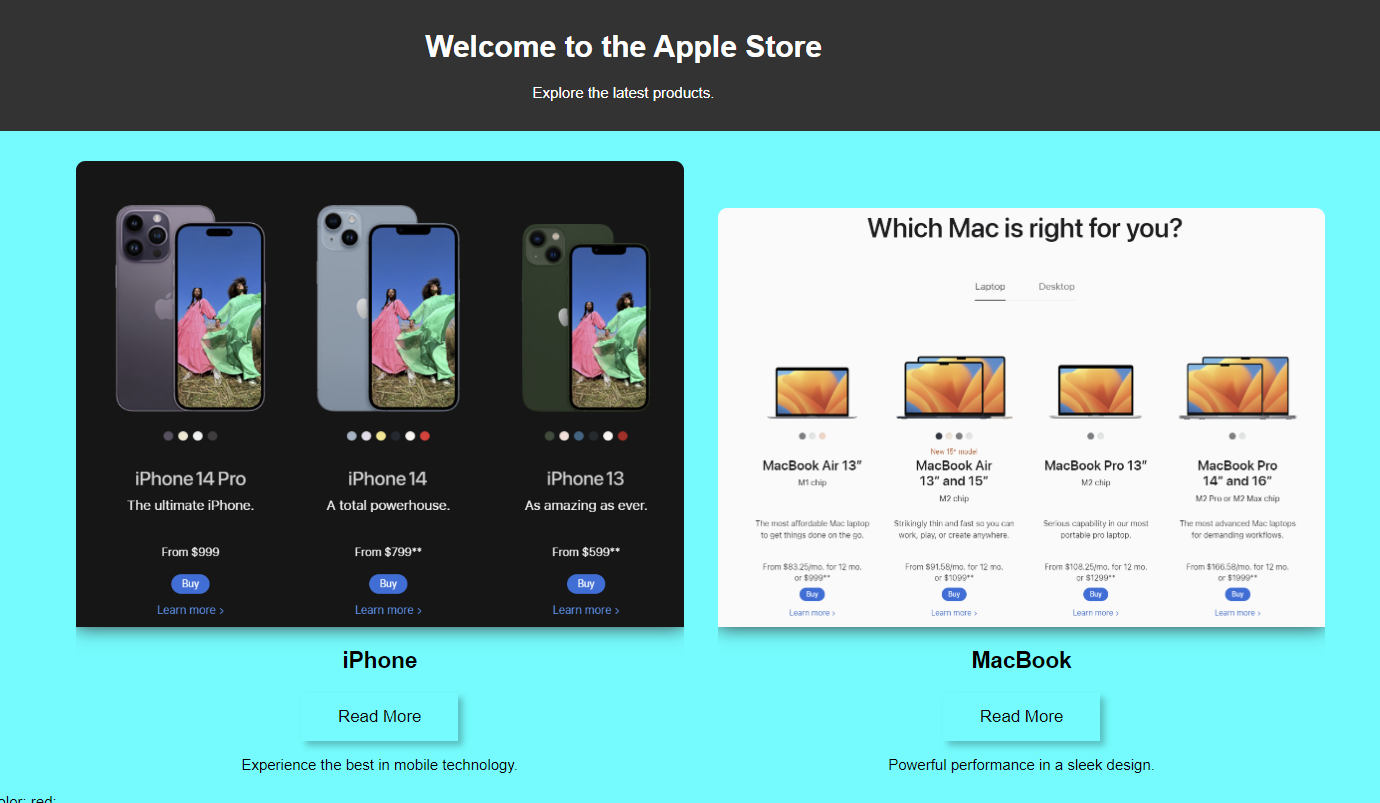 Welcome to the Apple Store
Explore the latest products.
iPhone 14 Pro
The ultimate iPhone.
From $999
Buy
Learn more >
iPhone 14
A total powerhouse.
From $799**
Buy
Learn more >
iPhone 13
As amazing as ever.
From $599**
Buy
Learn more >
iPhone
Read More
Experience the best in mobile technology.
Which Mac is right for you?
Laptop
Desktop
MacBook Air 13”
M1 chip
The most affordable Mac laptop
to get things done on the go.
From $83.25/mo. for 12 mo.
or $999**
Buy
Learn more >
New 15” model
MacBook Air
13” and 15”
M2 chip
Strikingly thin and fast so you can
work, play, or create anywhere.
From $91.58/mo. for 12 mo.
or $1099**
Buy
Learn more >
MacBook Pro 13”
M2 chip
Serious capability in our most
portable pro laptop.
From $108.25/mo. for 12 mo.
or $1299**
Buy
Learn more >
MacBook Pro
14” and 16”
M2 Pro or M2 Max chip
The most advanced Mac laptops
for demanding workflows.
From $166.58/mo. for 12 mo.
or $1999**
Buy
Learn more >
MacBook
Read More
Powerful performance in a sleek design.
olor: red;